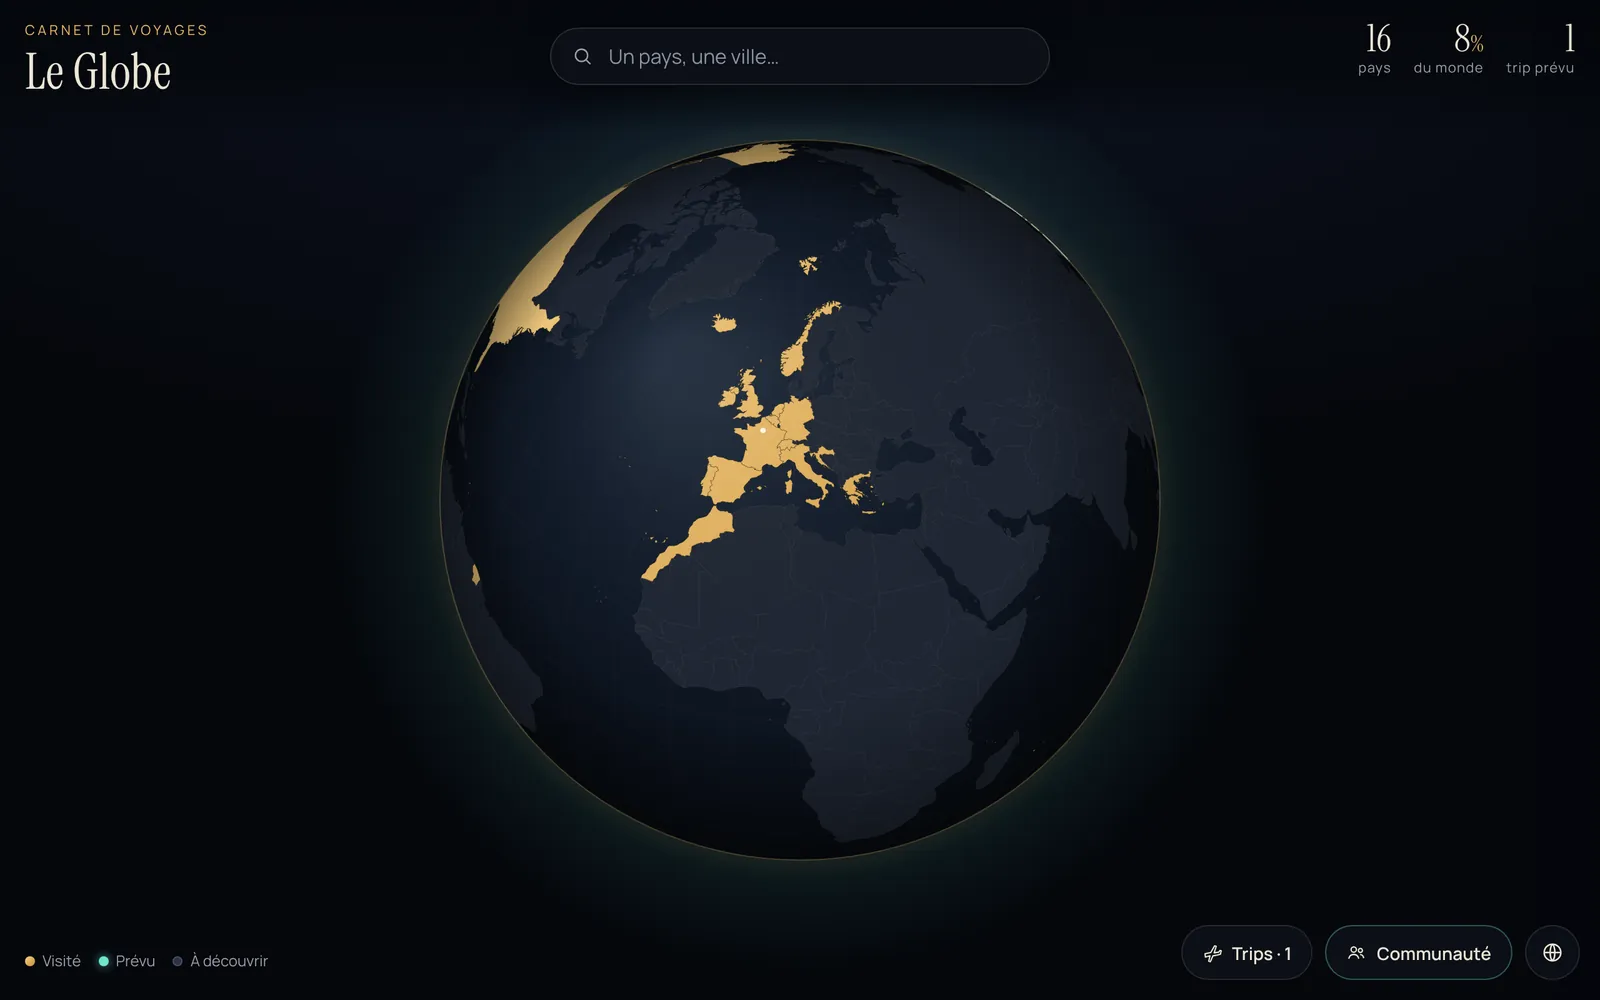 CARNET DE VOYAGES
Le Globe
Un pays, une ville...
16
pays
8%
du monde
1
trip prévu
Visité
Prévu
À découvrir
Trips · 1
Communauté